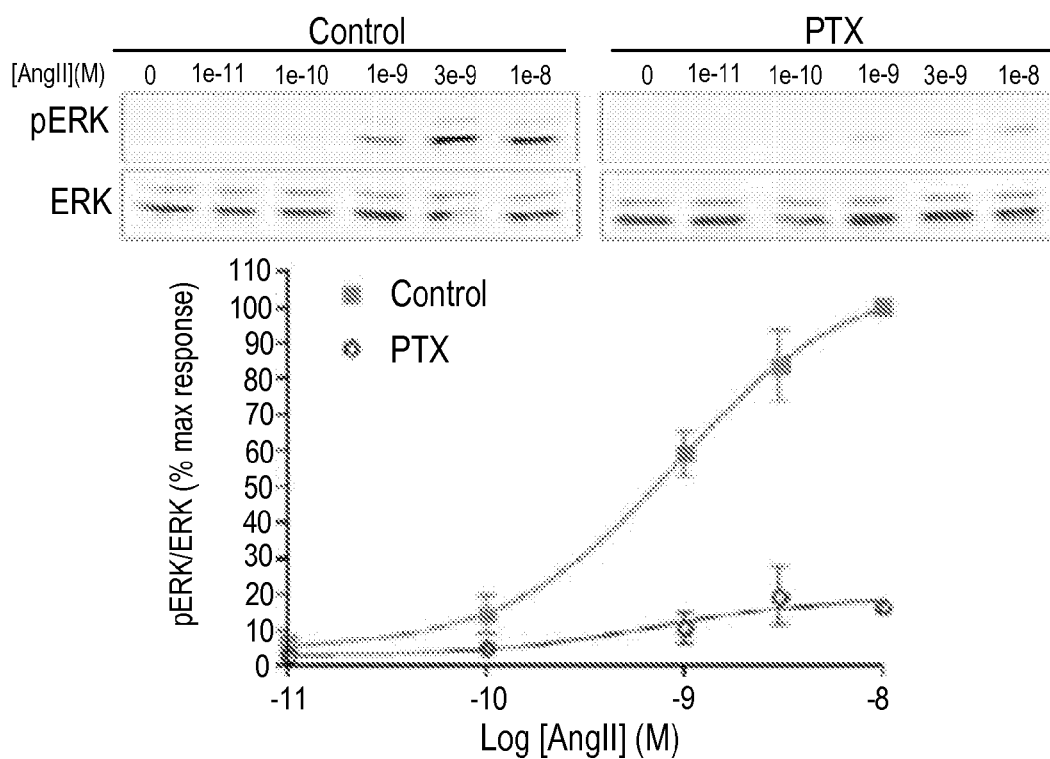 Control PTX
[AngII](M) 0 1e-11 1e-10 1e-9 3e-9 1e-8 0 1e-11 1e-10 1e-9 3e-9 1e-8
pERK
ERK
pERK/ERK (% max response)
110
100
90
80
70
60
50
40
30
20
10
0
Control
PTX
-11 -10 -9 -8
Log [AngII] (M)